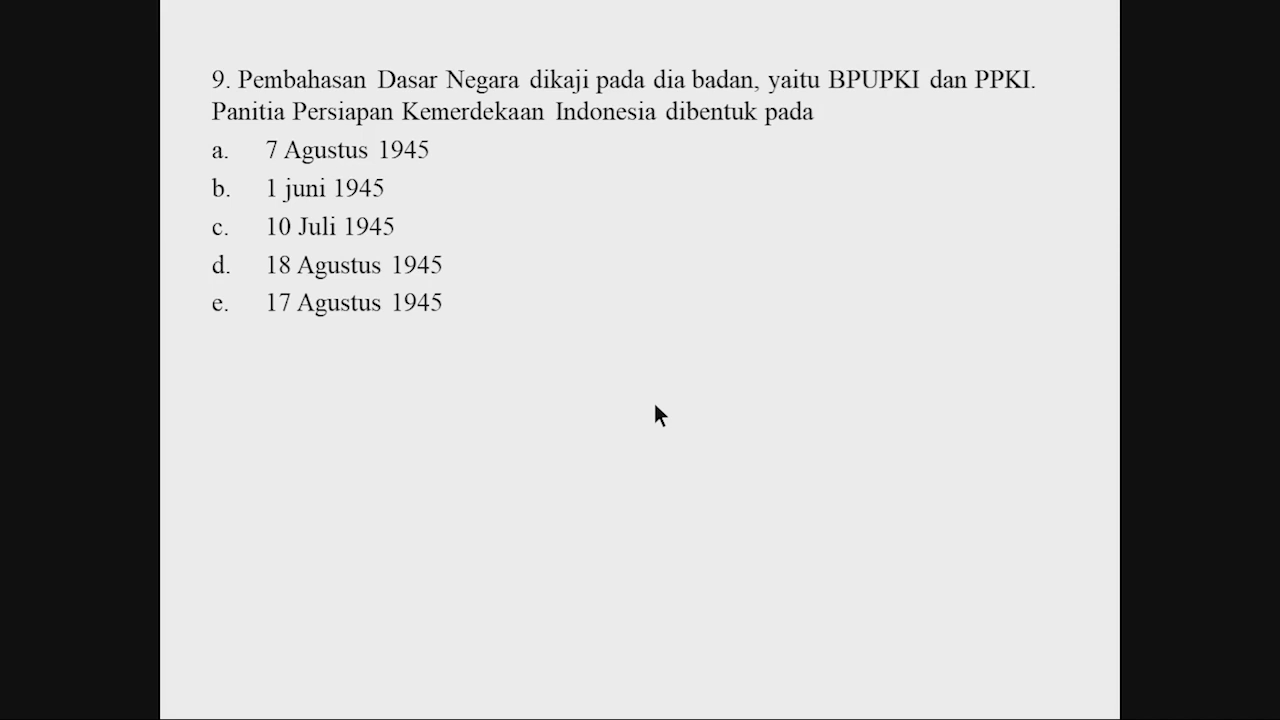 9. Pembahasan Dasar Negara dikaji pada dia badan, yaitu BPUPKI dan PPKI.
Panitia Persiapan Kemerdekaan Indonesia dibentuk pada
a. 7 Agustus 1945
b. 1 juni 1945
c. 10 Juli 1945
d. 18 Agustus 1945
e. 17 Agustus 1945